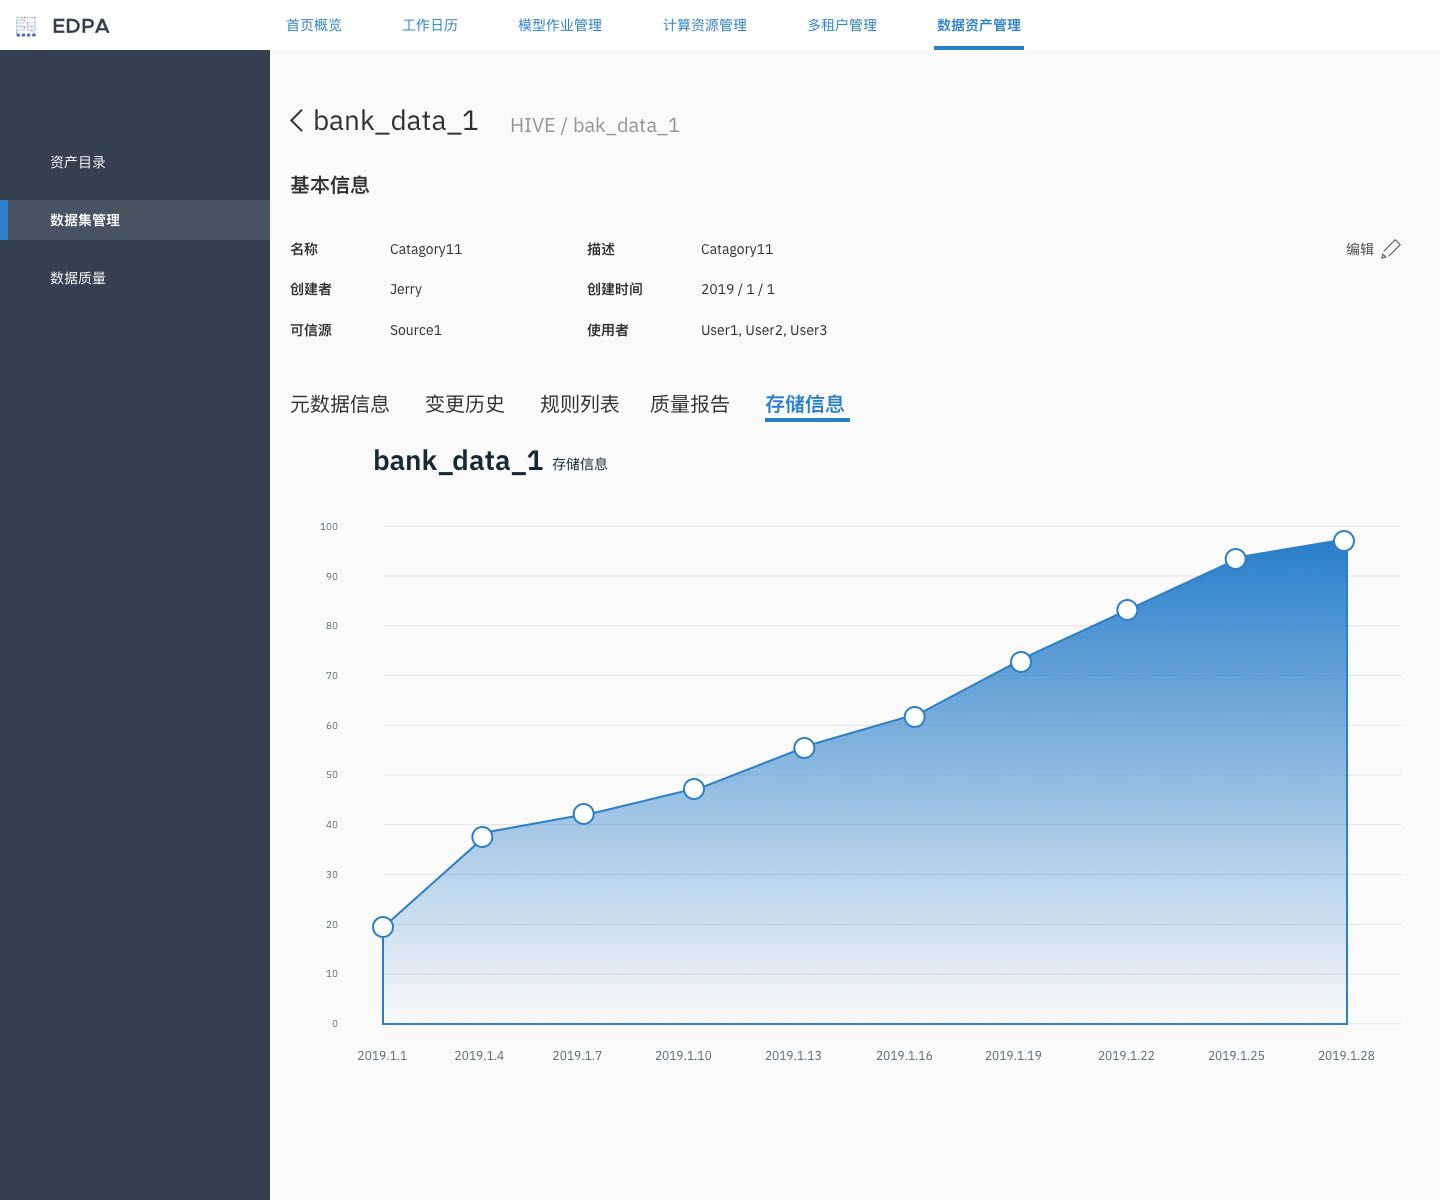 EDPA 首页概览 工作日历 模型作业管理 计算资源管理 多租户管理 数据资产管理
资产目录
数据集管理
数据质量
bank_data_1 HIVE / bak_data_1
基本信息
名称 Catagory11 描述 Catagory11 编辑
创建者 Jerry 创建时间 2019 / 1 / 1
可信源 Source1 使用者 User1, User2, User3
元数据信息 变更历史 规则列表 质量报告 存储信息
bank_data_1 存储信息
100
90
80
70
60
50
40
30
20
10
0
2019.1.1 2019.1.4 2019.1.7 2019.1.10 2019.1.13 2019.1.16 2019.1.19 2019.1.22 2019.1.25 2019.1.28